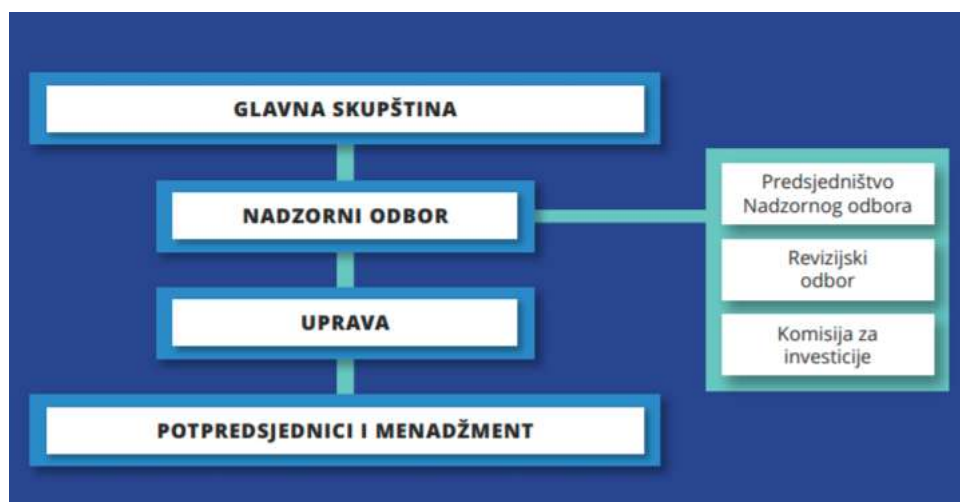 GLAVNA SKUPŠTINA
NADZORNI ODBOR
UPRAVA
POTPREDSJEDNICI I MENADŽMENT
Predsjedništvo
Nadzornog odbora
Revizijski
odbor
Komisija za
investicije